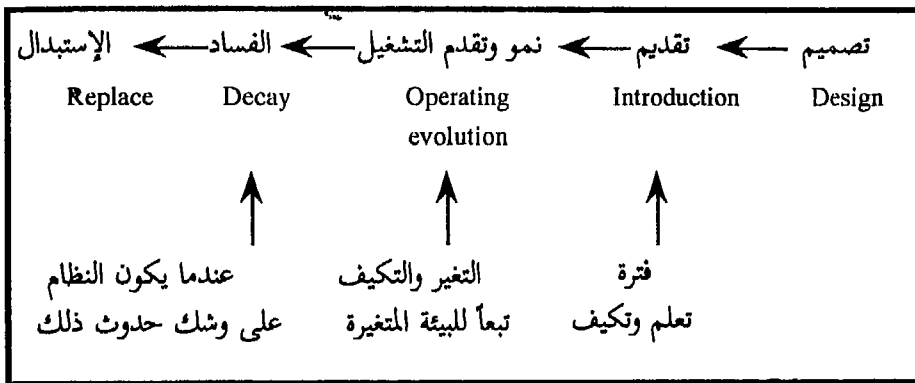 تصميم ← تقديم ← نمو وتقدم التشغيل ← الفساد ← الإستبدال
Replace Decay Operating Introduction Design
evolution
فترة التغير والتكيف عندما يكون النظام
تعلم وتكيف تبعاً للبيئة المتغيرة على وشك حدوث ذلك